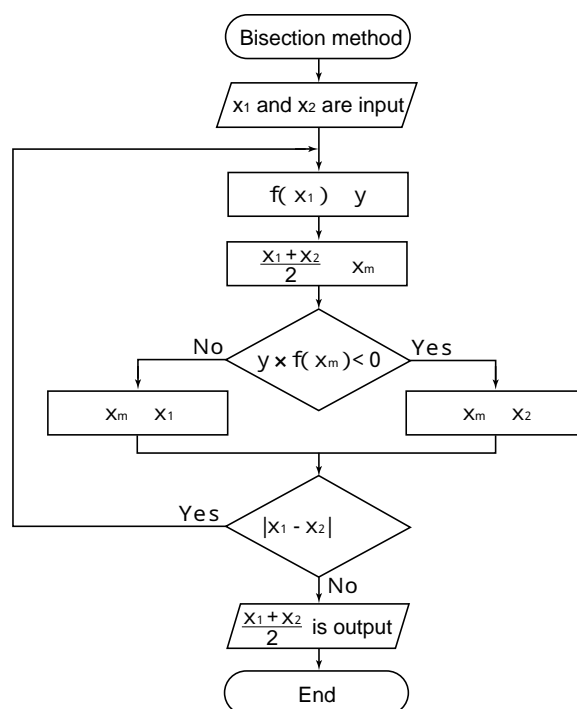 Bisection method
x₁ and x₂ are input
f( x₁ ) y
x₁ + x₂
2
xₘ
No
y × f( xₘ ) < 0
Yes
xₘ x₁
xₘ x₂
Yes
|x₁ - x₂|
No
x₁ + x₂
2
is output
End